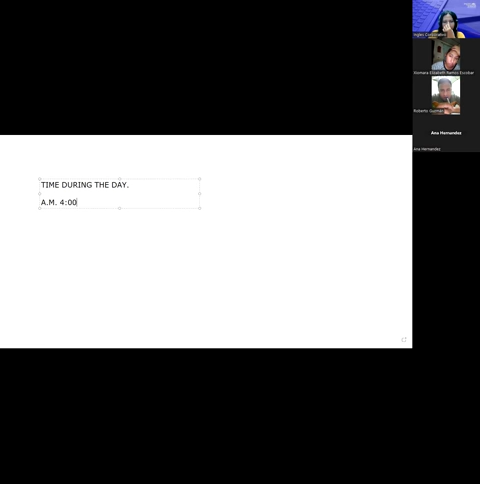 TIME DURING THE DAY.
A.M. 4:00
Xiomara Elizabeth Ramos Escobar
Roberto Guzman
Ana Hernandez
Ana Hernandez